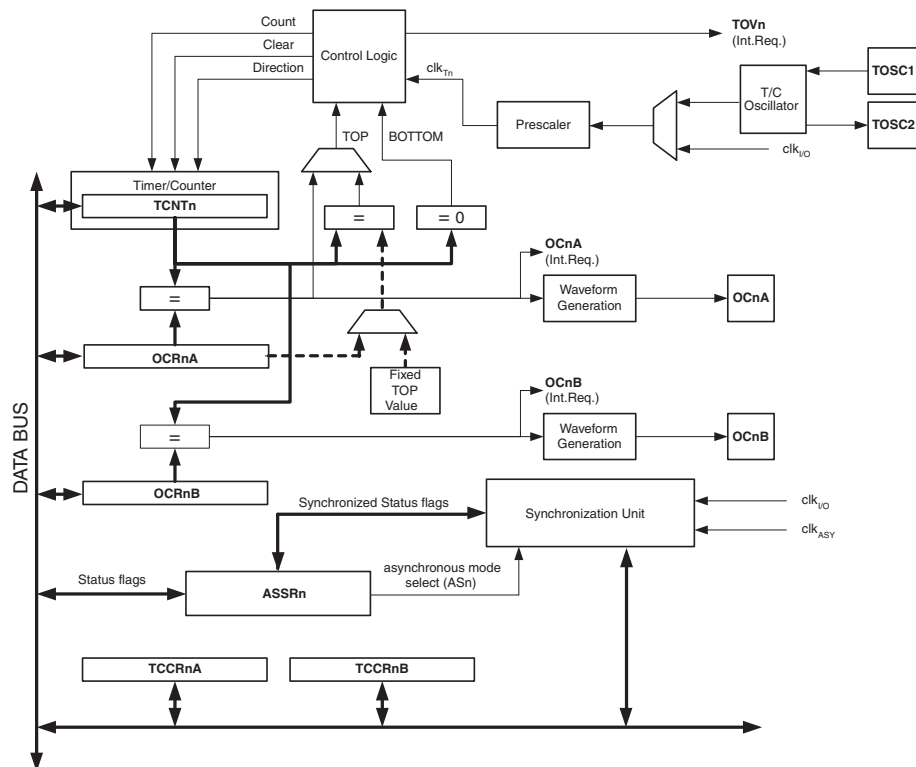 Count
Clear
Direction
Control Logic
TOVn
(Int.Req.)
clkTn
TOSC1
T/C
Oscillator
Prescaler
TOSC2
TOP
BOTTOM
clkI/O
Timer/Counter
TCNTn
=
= 0
OCnA
(Int.Req.)
=
Waveform
Generation
OCnA
OCRnA
Fixed
TOP
Value
OCnB
(Int.Req.)
=
Waveform
Generation
OCnB
DATA BUS
OCRnB
Synchronized Status flags
Synchronization Unit
clkI/O
clkASY
Status flags
ASSRn
asynchronous mode
select (ASn)
TCCRnA
TCCRnB